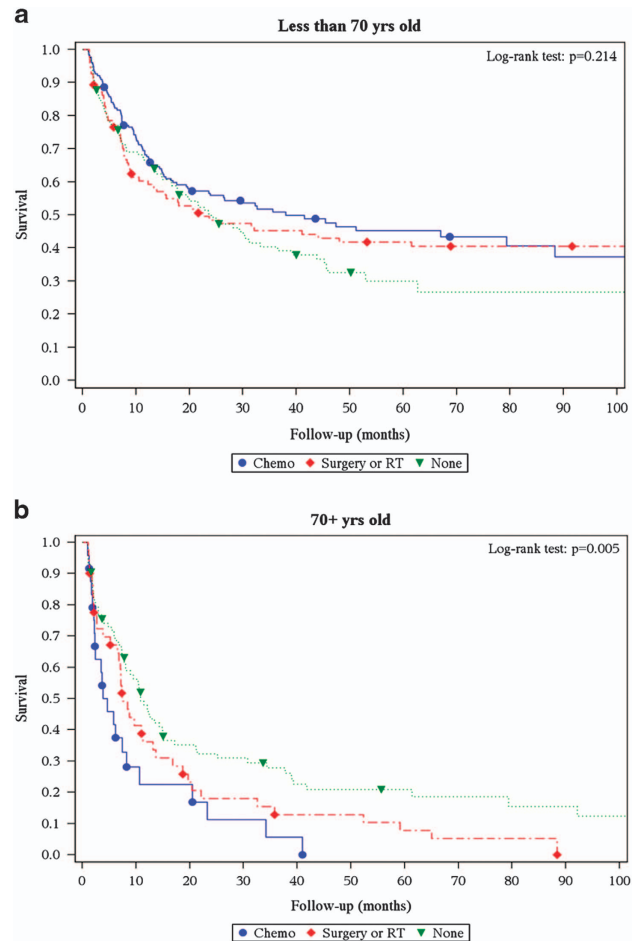 a
Less than 70 yrs old
Log-rank test: p=0.214
1.0
0.9
0.8
0.7
0.6
0.5
0.4
0.3
0.2
0.1
0.0
Survival
0 10 20 30 40 50 60 70 80 90 100
Follow-up (months)
Chemo Surgery or RT None
b
70+ yrs old
Log-rank test: p=0.005
1.0
0.9
0.8
0.7
0.6
0.5
0.4
0.3
0.2
0.1
0.0
Survival
0 10 20 30 40 50 60 70 80 90 100
Follow-up (months)
Chemo Surgery or RT None